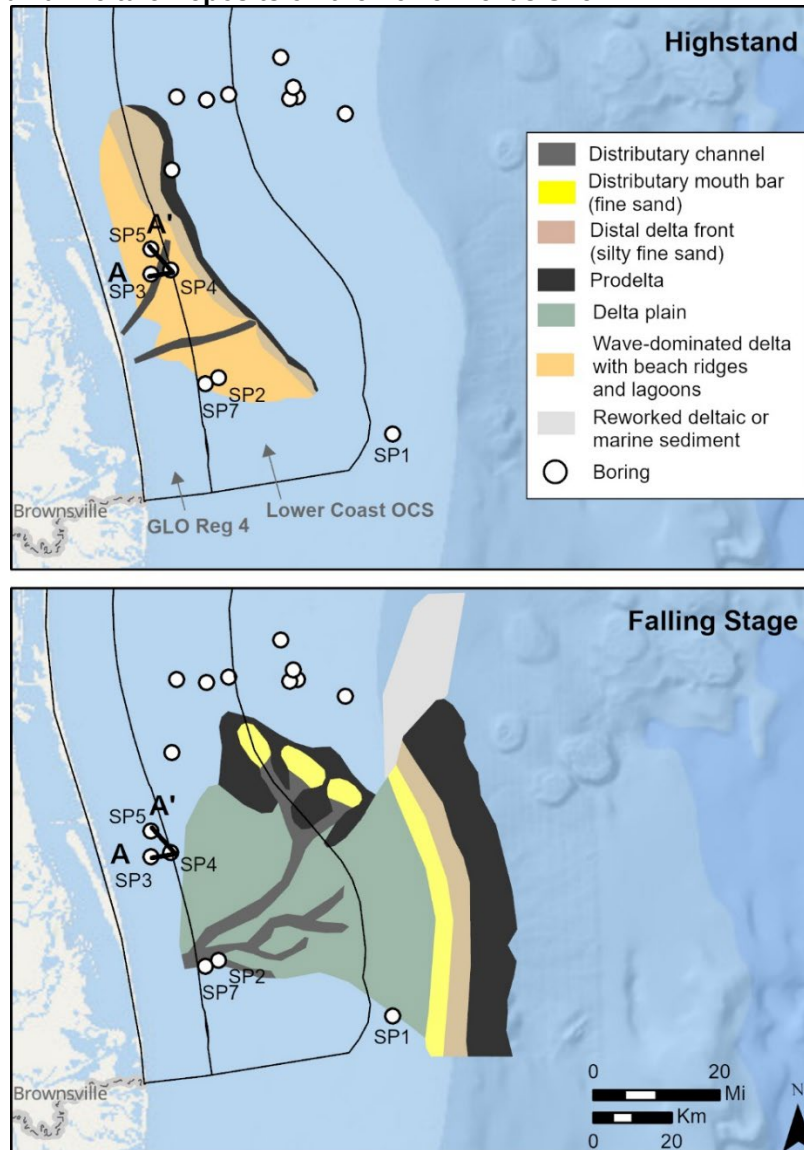 Highstand
Distributary channel
Distributary mouth bar
(fine sand)
Distal delta front
(silty fine sand)
Prodelta
Delta plain
Wave-dominated delta
with beach ridges
and lagoons
Reworked deltaic or
marine sediment
Boring
A'
SP5
A
SP4
SP3
SP2
SP7
SP1
Lower Coast OCS
GLO Reg 4
Brownsville
Falling Stage
A'
SP5
A
SP4
SP3
SP2
SP7
SP1
Brownsville
0 20
Mi
Km
0 20
N